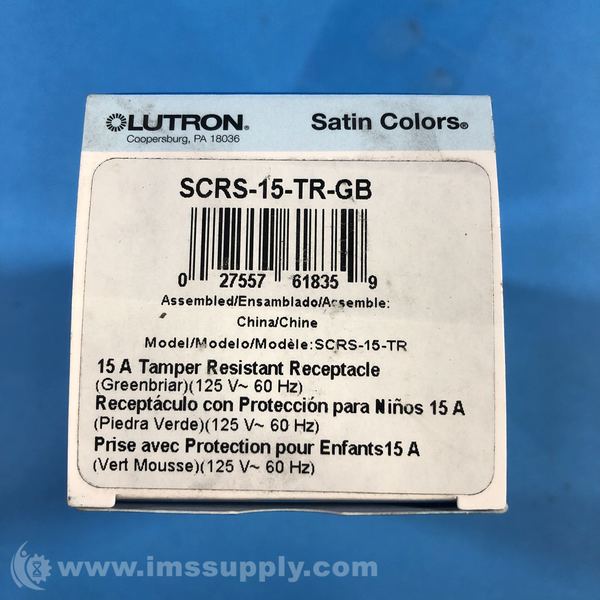 LUTRON®
Coopersburg, PA 18036
Satin Colors®
SCRS-15-TR-GB
0 27557 61835 9
Assembled/Ensamblado/Assemble:
China/Chine
Model/Modelo/Modèle:SCRS-15-TR
15 A Tamper Resistant Receptacle
(Greenbriar)(125 V~ 60 Hz)
Receptáculo con Protección para Niños 15 A
(Piedra Verde)(125 V~ 60 Hz)
Prise avec Protection pour Enfants15 A
(Vert Mousse)(125 V~ 60 Hz)
www.imssupply.com